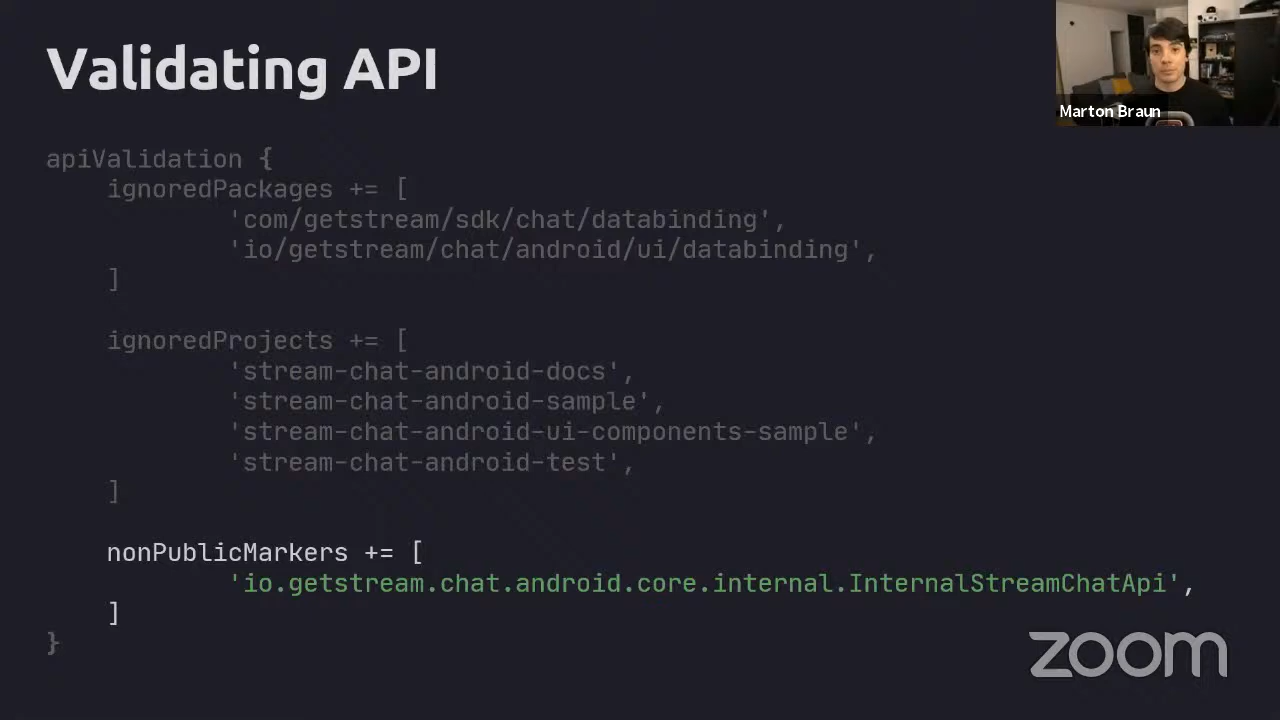 Validating API
Marton Braun
apiValidation {
ignoredPackages += [
'com/getstream/sdk/chat/databinding',
'io/getstream/chat/android/ui/databinding',
]
ignoredProjects += [
'stream-chat-android-docs',
'stream-chat-android-sample',
'stream-chat-android-ui-components-sample',
'stream-chat-android-test',
]
nonPublicMarkers += [
'io.getstream.chat.android.core.internal.InternalStreamChatApi',
]
}
zoom